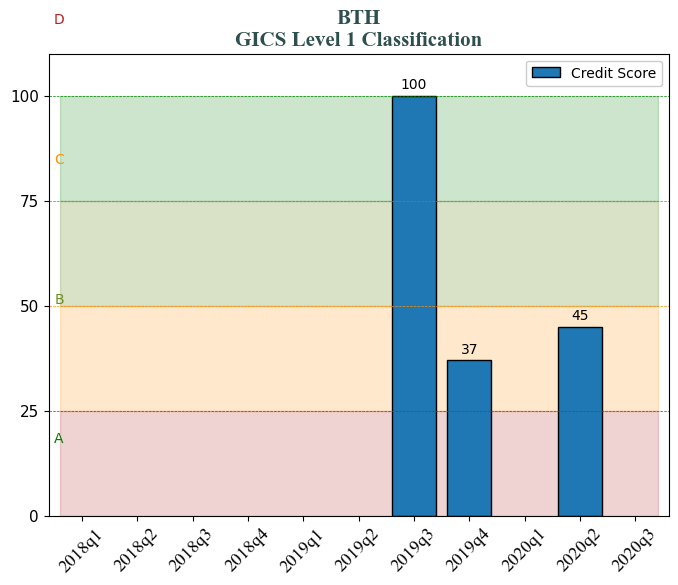 D
BTH
GICS Level 1 Classification
Credit Score
100
75
50
25
0
C
B
A
100
37
45
2018q1
2018q2
2018q3
2018q4
2019q1
2019q2
2019q3
2019q4
2020q1
2020q2
2020q3